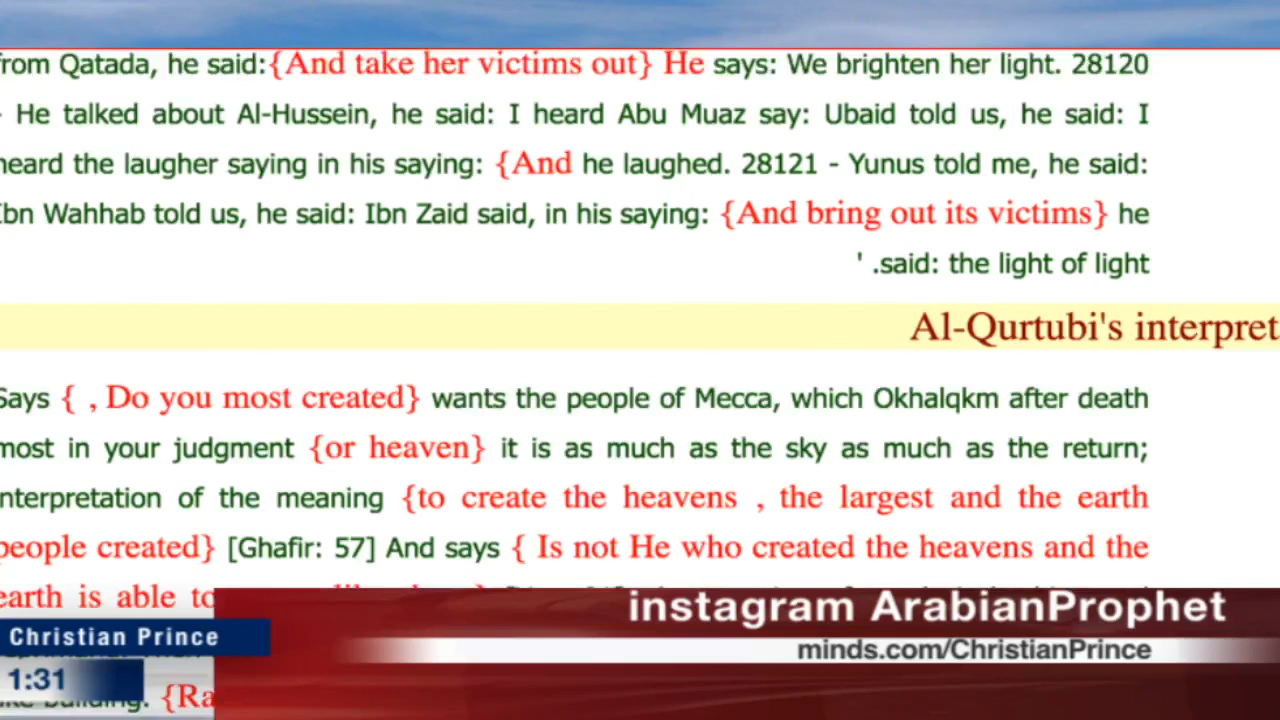 from Qatada, he said:{And take her victims out} He says: We brighten her light. 28120
- He talked about Al-Hussein, he said: I heard Abu Muaz say: Ubaid told us, he said: I
heard the laugher saying in his saying: {And he laughed. 28121 - Yunus told me, he said:
Ibn Wahhab told us, he said: Ibn Zaid said, in his saying: {And bring out its victims} he
' .said: the light of light
Al-Qurtubi's interpret
Says { , Do you most created} wants the people of Mecca, which Okhalqkm after death
most in your judgment {or heaven} it is as much as the sky as much as the return;
interpretation of the meaning {to create the heavens , the largest and the earth
people created} [Ghafir: 57] And says { Is not He who created the heavens and the
earth is able to
instagram ArabianProphet
Christian Prince
minds.com/ChristianPrince
1:31
like building. {Ra